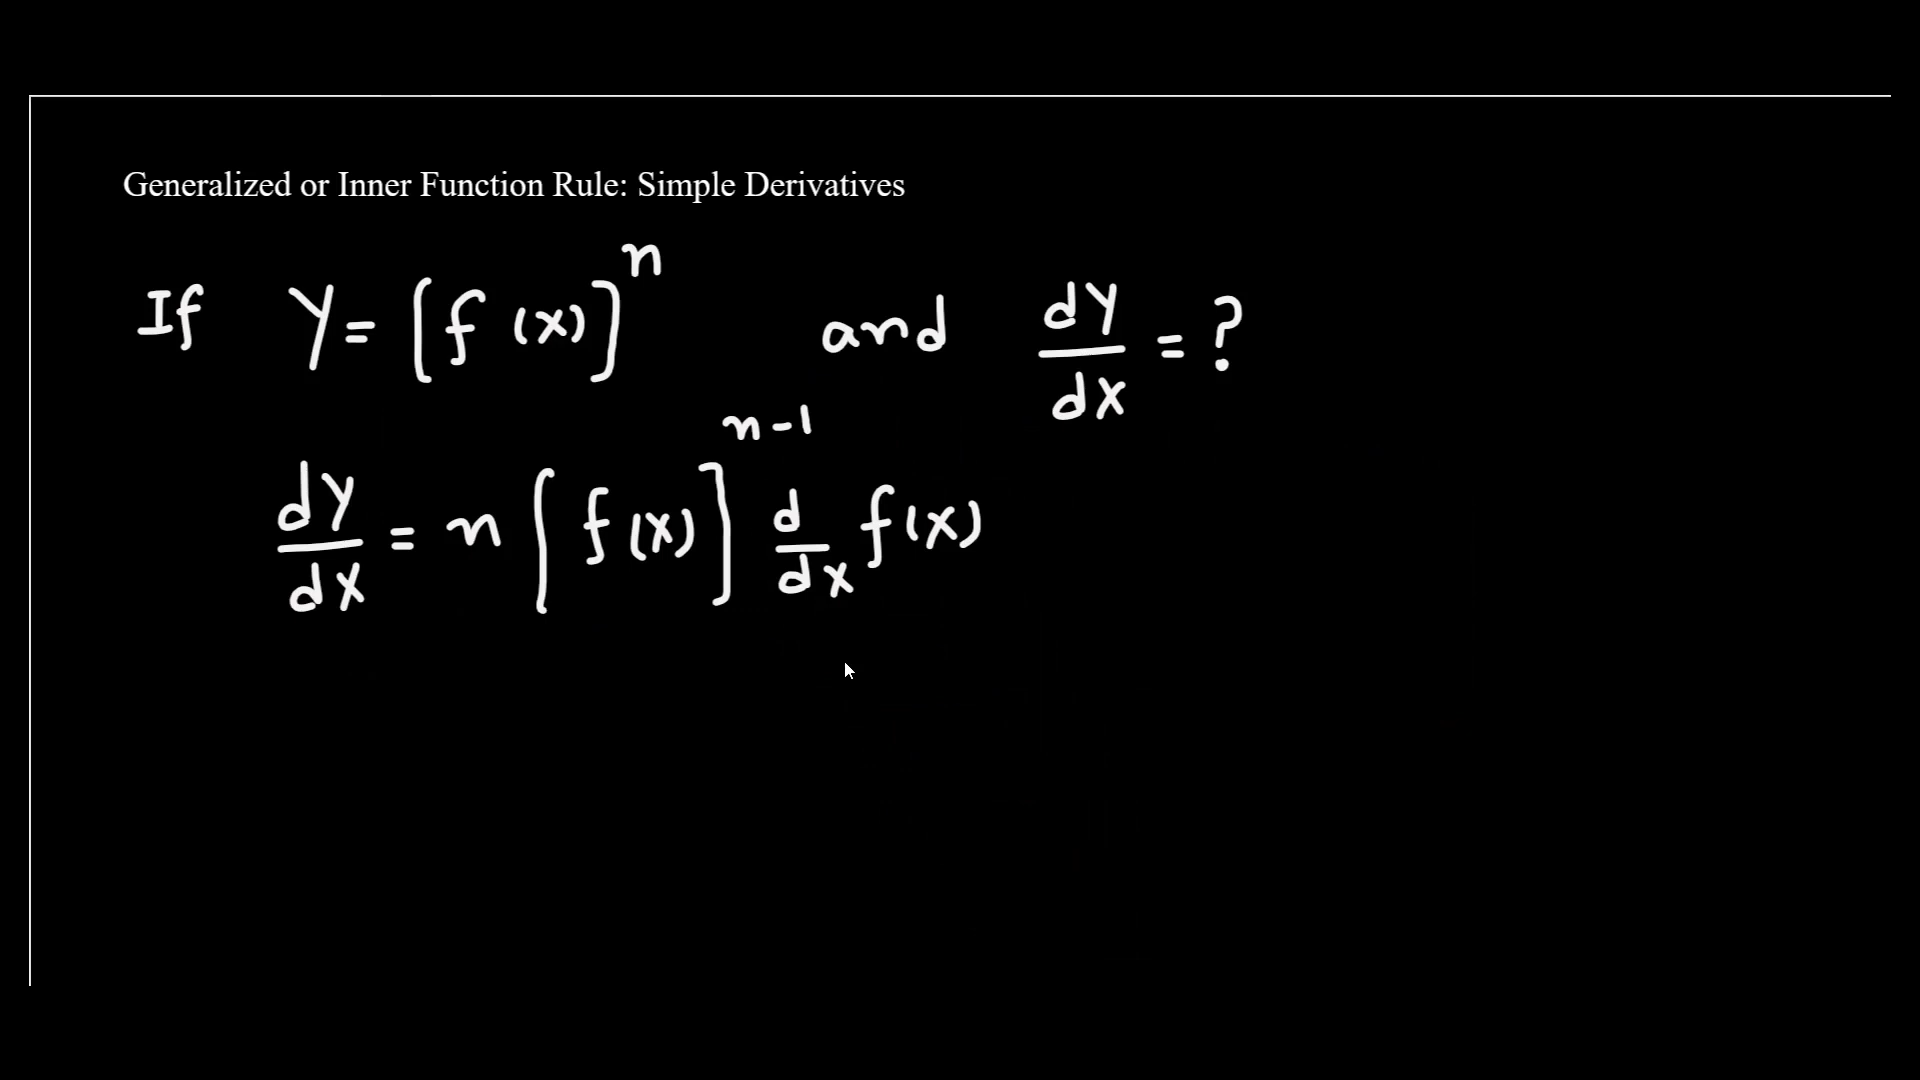 Generalized or Inner Function Rule: Simple Derivatives
If y = [f(x)]^n and dy/dx = ?
dy/dx = n [f(x)]^{n-1} d/dx f(x)